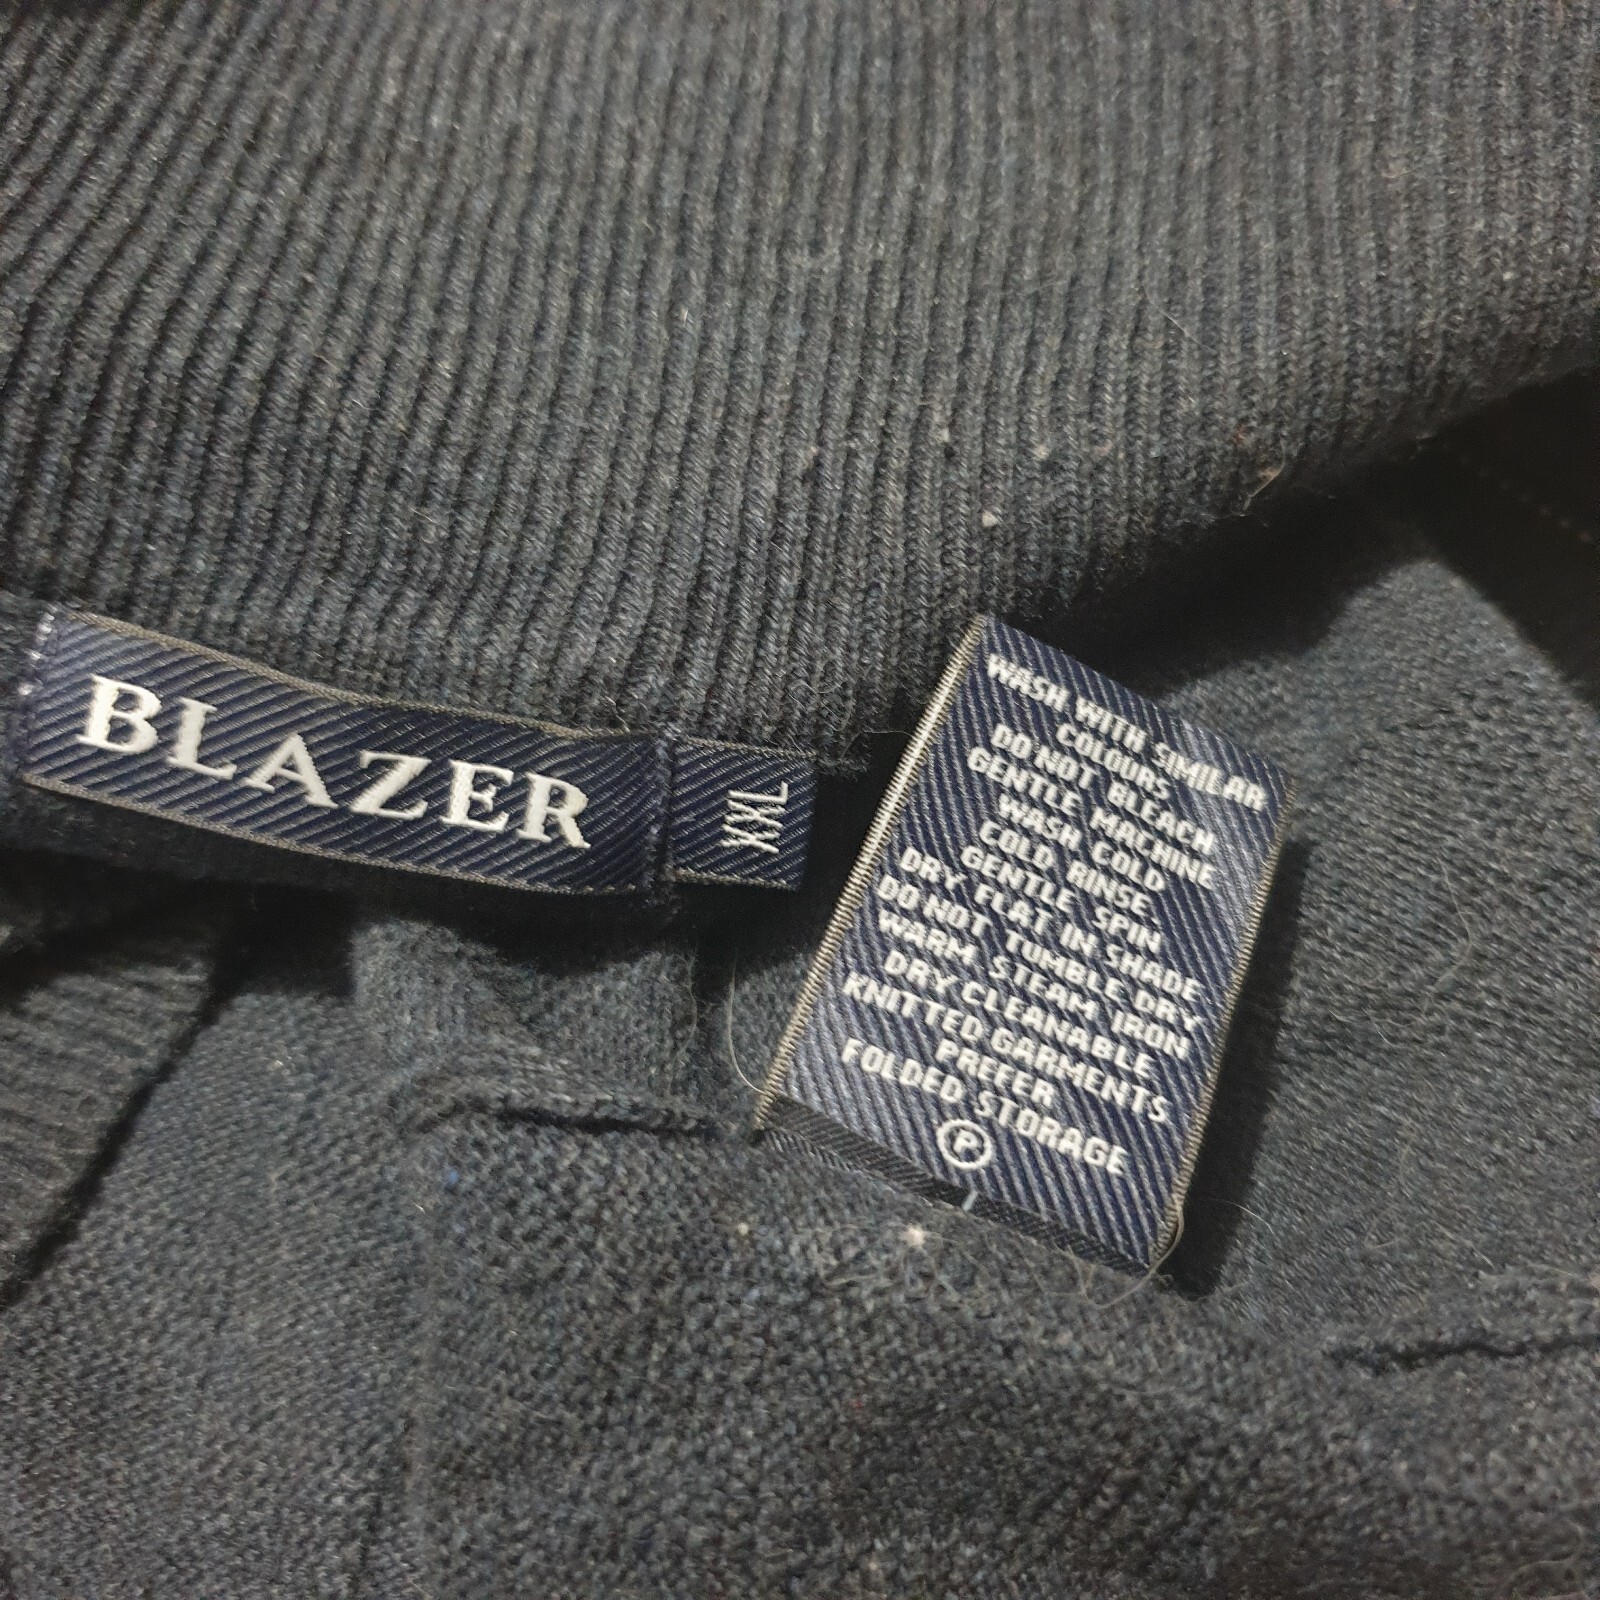 BLAZER
XXL
WASH WITH SIMILAR
COLOURS
DO NOT BLEACH
GENTLE MACHINE
WASH COLD
COLD RINSE.
GENTLE SPIN
DRY FLAT IN SHADE.
DO NOT TUMBLE DRY
WARM STEAM IRON
DRY CLEANABLE.
KNITTED GARMENTS
PREFER
FOLDED STORAGE
P